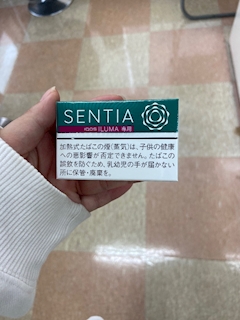 SENTIA
IQOS ILUMA 専用
加熱式たばこの煙(蒸気)は、子供の健康
への悪影響が否定できません。たばこの
誤飲を防ぐため、乳幼児の手が届かない
所に保管・廃棄を。